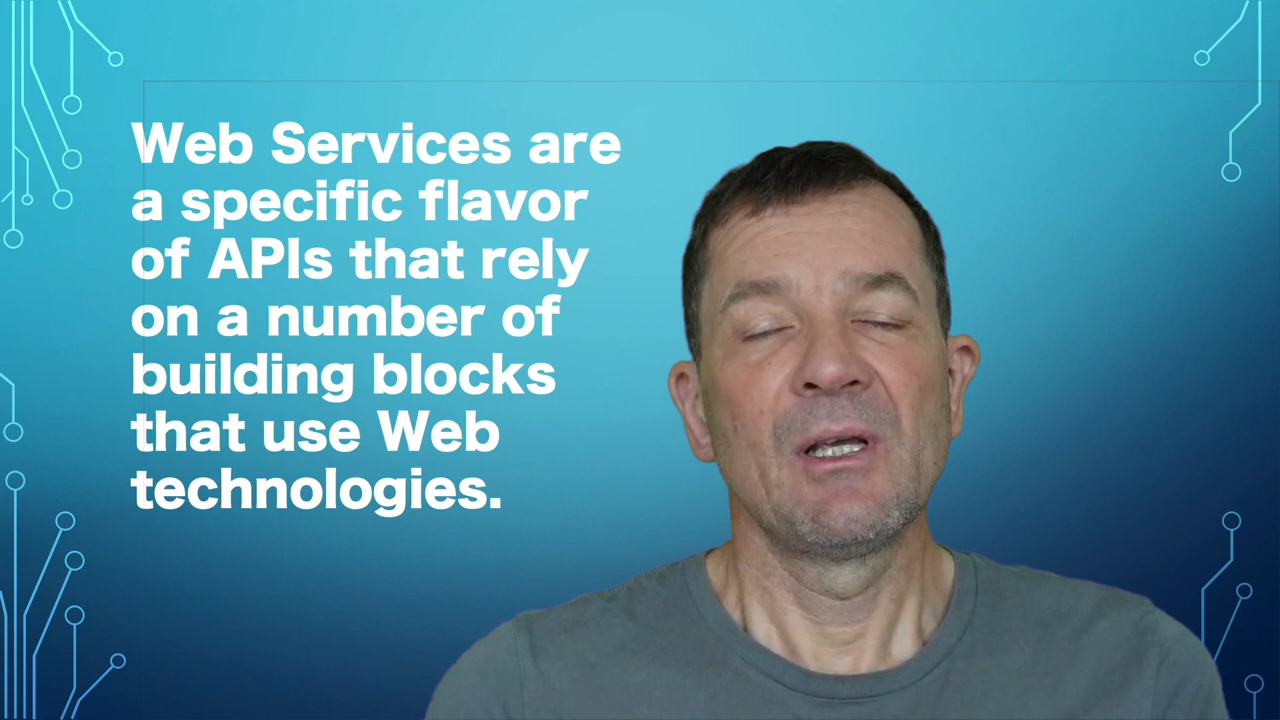 Web Services are
a specific flavor
of APIs that rely
on a number of
building blocks
that use Web
technologies.